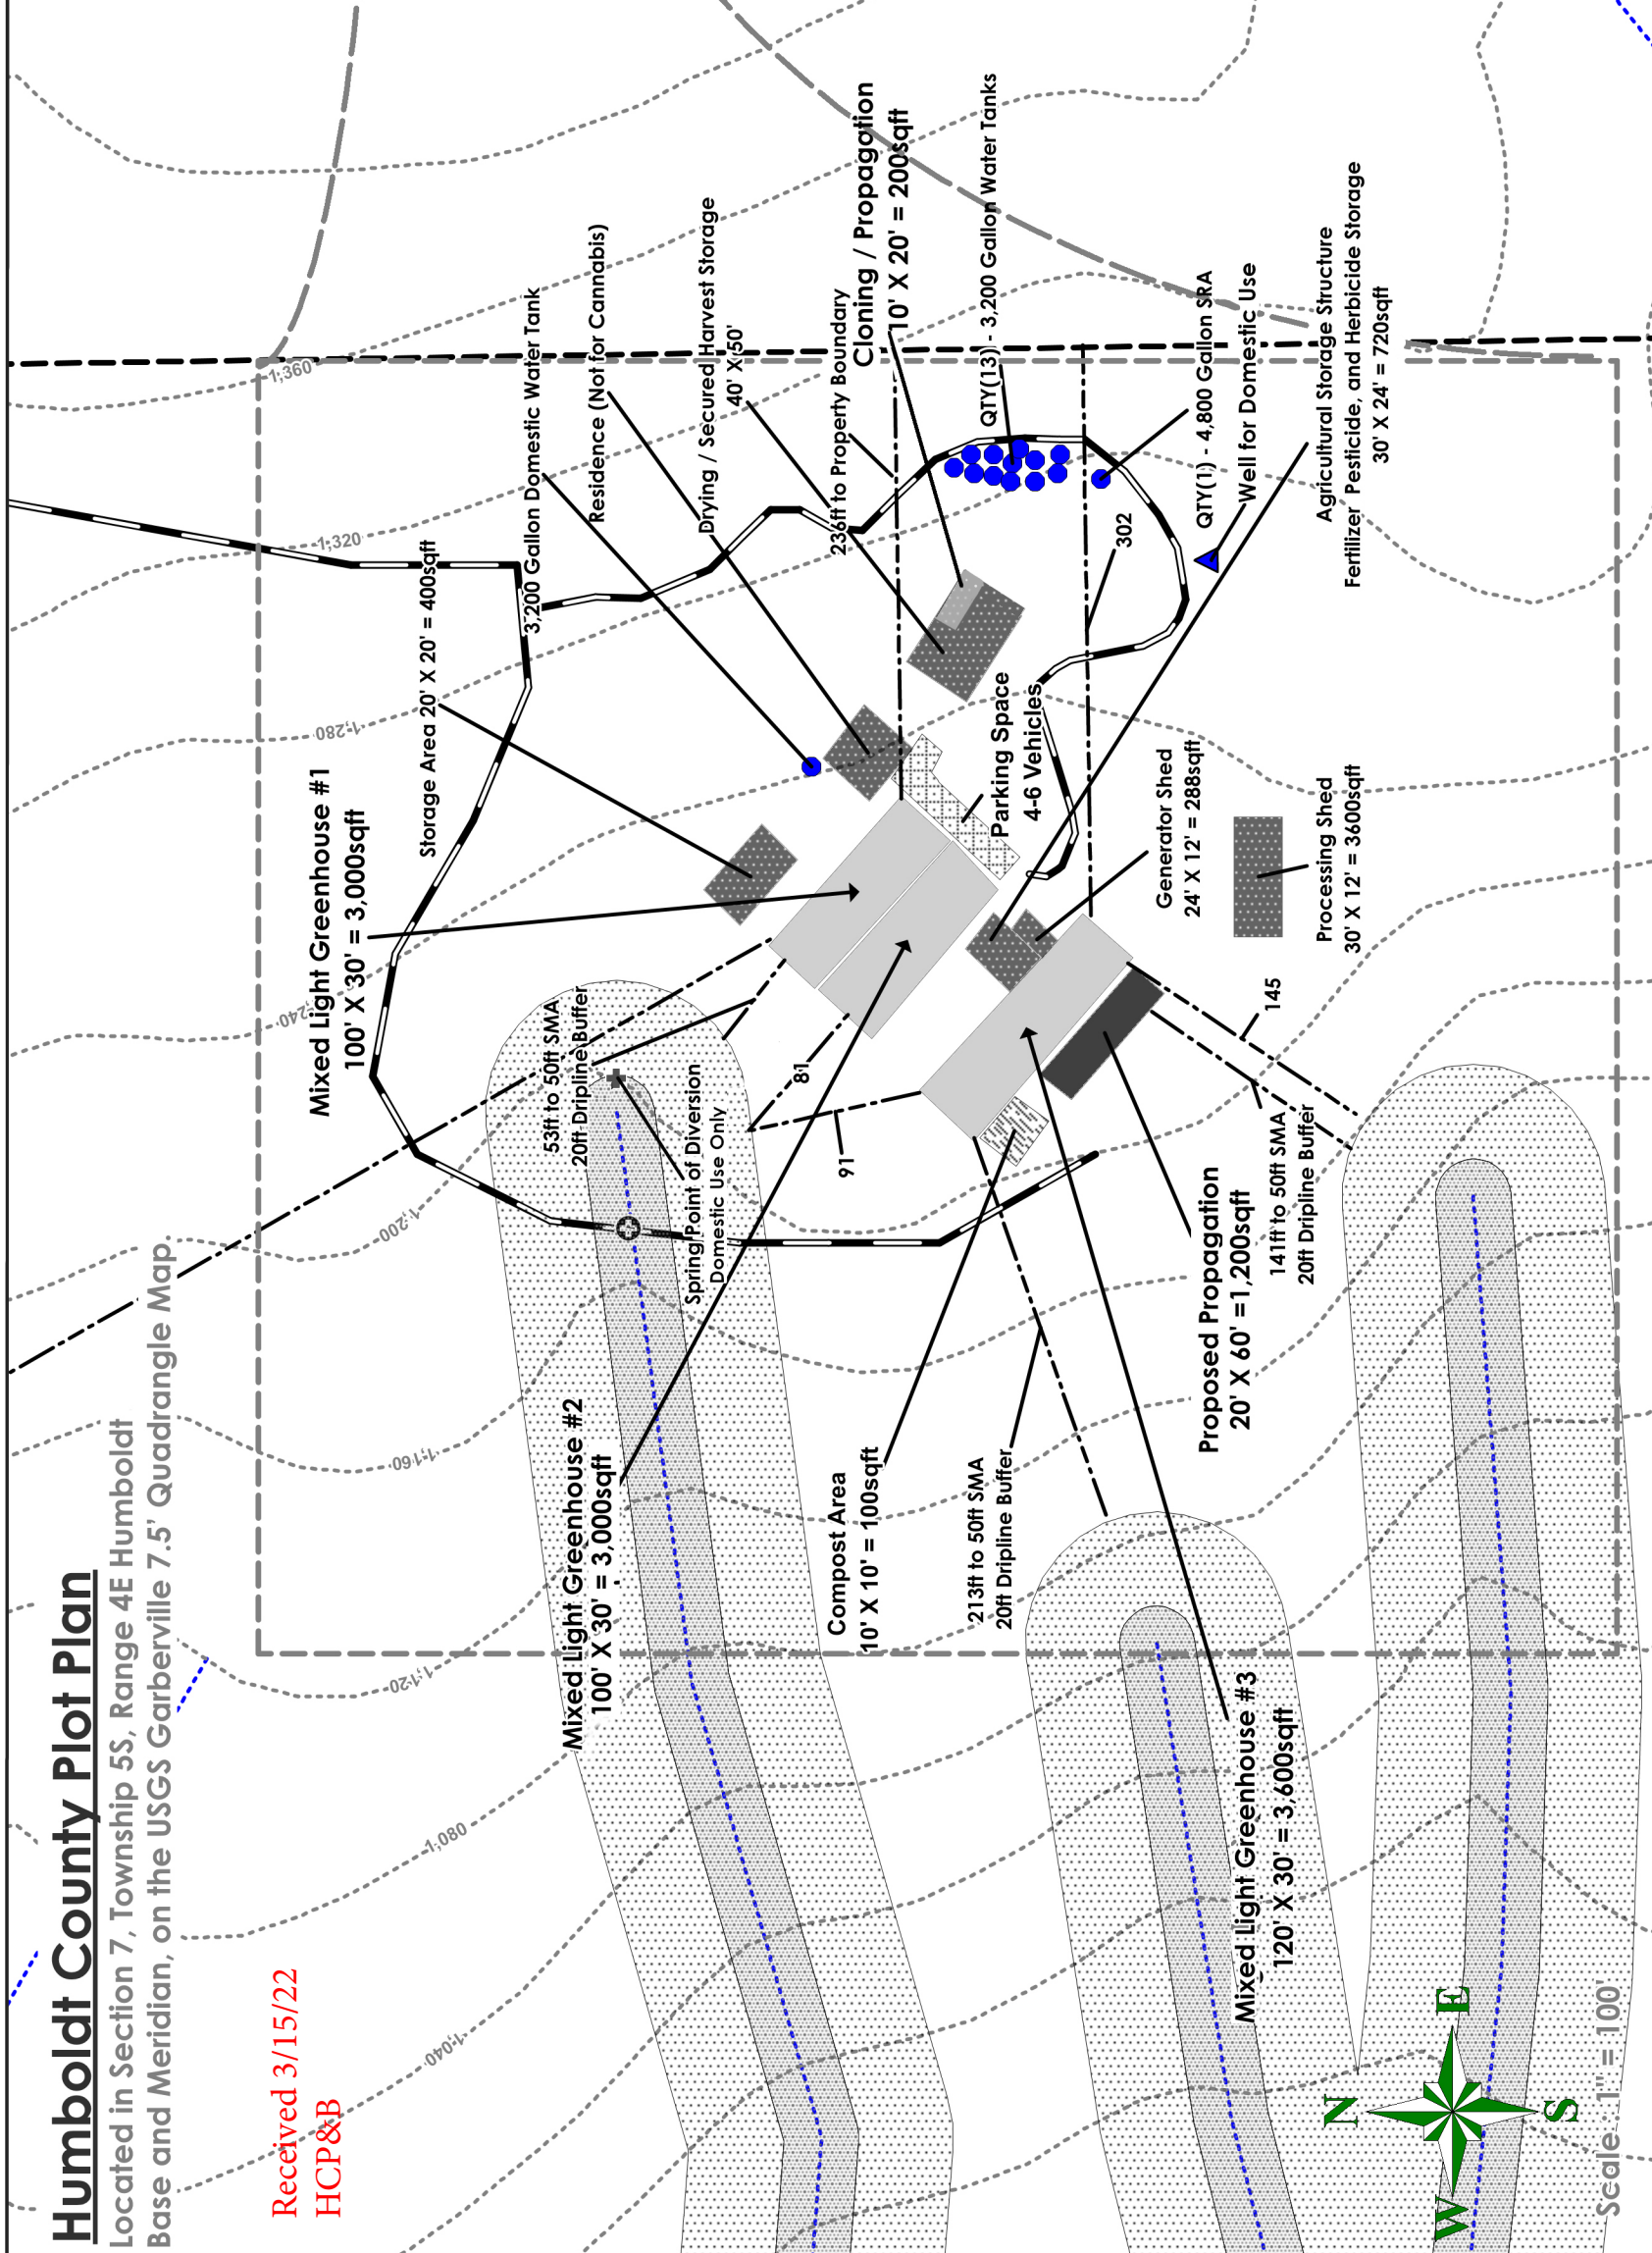 Humboldt County Plot Plan
Located in Section 7, Township 5S, Range 4E Humboldt
Base and Meridian, on the USGS Garberville 7.5' Quadrangle Map.
Received 3/15/22
HCP&B
Mixed Light Greenhouse #1
100' X 30' = 3,000sqft
Storage Area 20' X 20' = 400sqft
3,200 Gallon Domestic Water Tank
Residence (Not for Cannabis)
Drying / Secured Harvest Storage
40' X 50'
236ft to Property Boundary
Cloning / Propagation
10' X 20' = 200sqft
QTY(13) - 3,200 Gallon Water Tanks
302
QTY(1) - 4,800 Gallon SRA
Well for Domestic Use
Agricultural Storage Structure
Fertilizer Pesticide, and Herbicide Storage
30' X 24' = 720sqft
Parking Space
4-6 Vehicles
Generator Shed
24' X 12' = 288sqft
Processing Shed
30' X 12' = 3600sqft
53ft to 50ft SMA
20ft Dripline Buffer
Spring Point of Diversion
Domestic Use Only
81
91
145
141ft to 50ft SMA
20ft Dripline Buffer
Proposed Propagation
20' X 60' =1,200sqft
Mixed Light Greenhouse #2
100' X 30' = 3,000sqft
Compost Area
10' X 10' = 100sqft
213ft to 50ft SMA
20ft Dripline Buffer
Mixed Light Greenhouse #3
120' X 30' = 3,600sqft
1,040
1,080
1,120
1,160
1,200
1,240
1,280
1,320
1,360
N
W
E
S
Scale: 1" = 100'